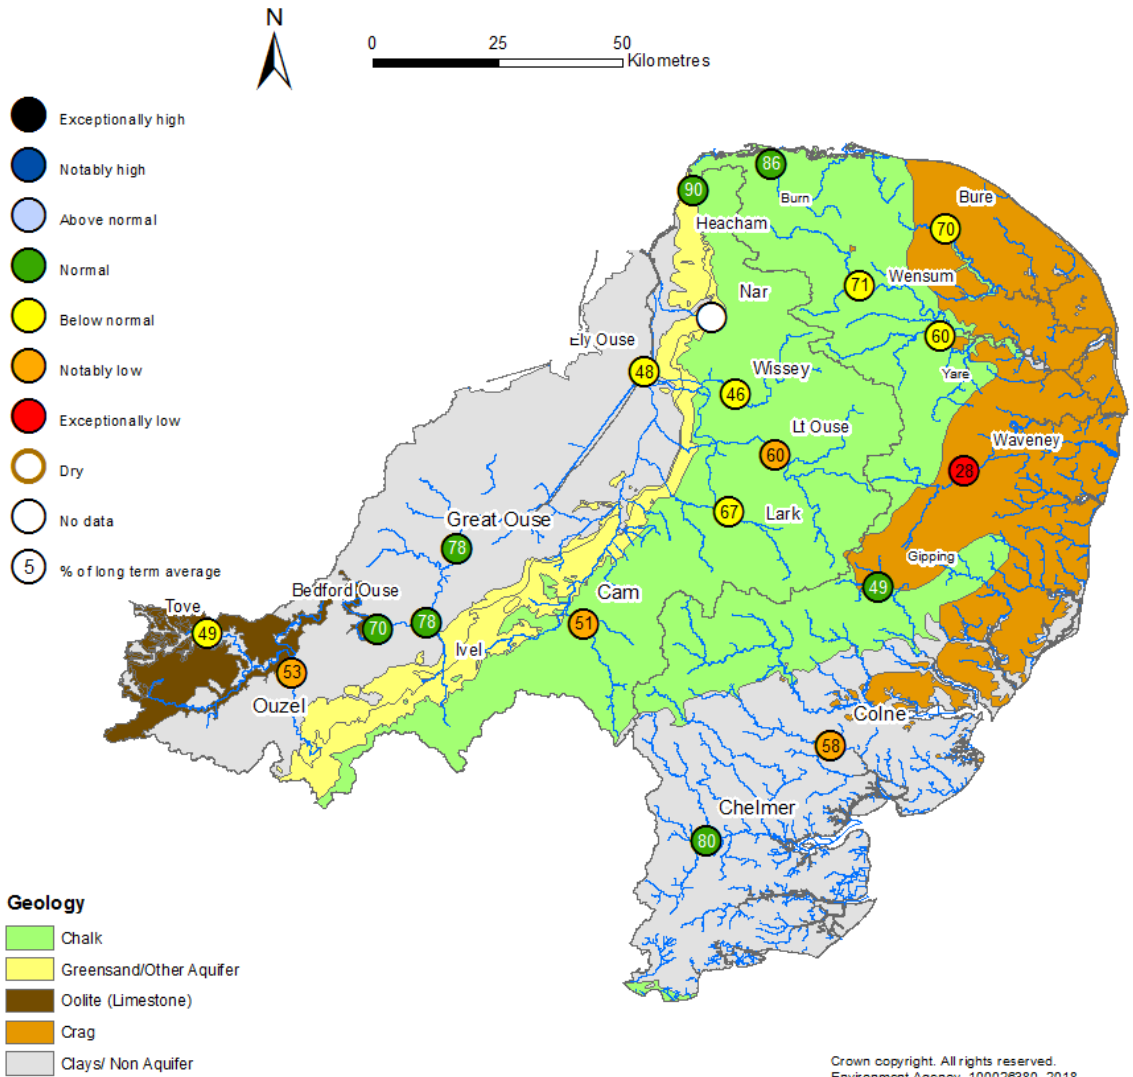 N
0 25 50
Kilometres
Exceptionally high
Notably high
Above normal
Normal
Below normal
Notably low
Exceptionally low
Dry
No data
5 % of long term average
86
90
Burn
Bure
Heacham
70
Wensum
71
Nar
60
Ely Ouse
48
Wissey
Yare
46
Lt Ouse
Waveney
60
28
67
Lark
Great Ouse
78
Gipping
49
Bedford Ouse
Cam
Tove
49
70
78
51
Ivel
53
Ouzel
Colne
58
Chelmer
80
Geology
Chalk
Greensand/Other Aquifer
Oolite (Limestone)
Crag
Clays/ Non Aquifer
Crown copyright. All rights reserved.
Environment Agency, 100026380, 2018